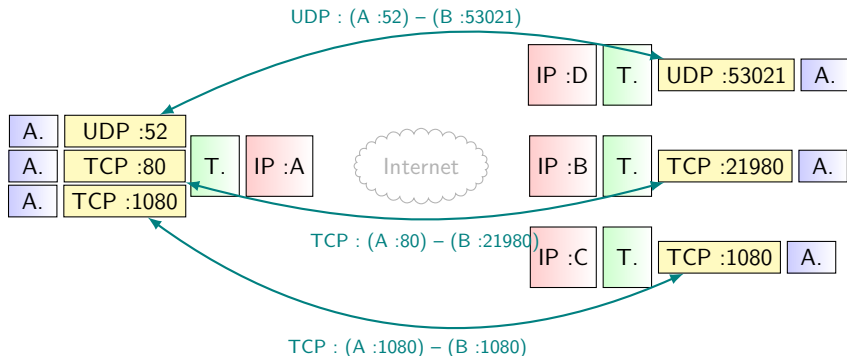 UDP : (A :52) – (B :53021)
IP :D T. UDP :53021 A.
A. UDP :52
A. TCP :80 T. IP :A Internet IP :B T. TCP :21980 A.
A. TCP :1080
TCP : (A :80) – (B :21980)
IP :C T. TCP :1080 A.
TCP : (A :1080) – (B :1080)